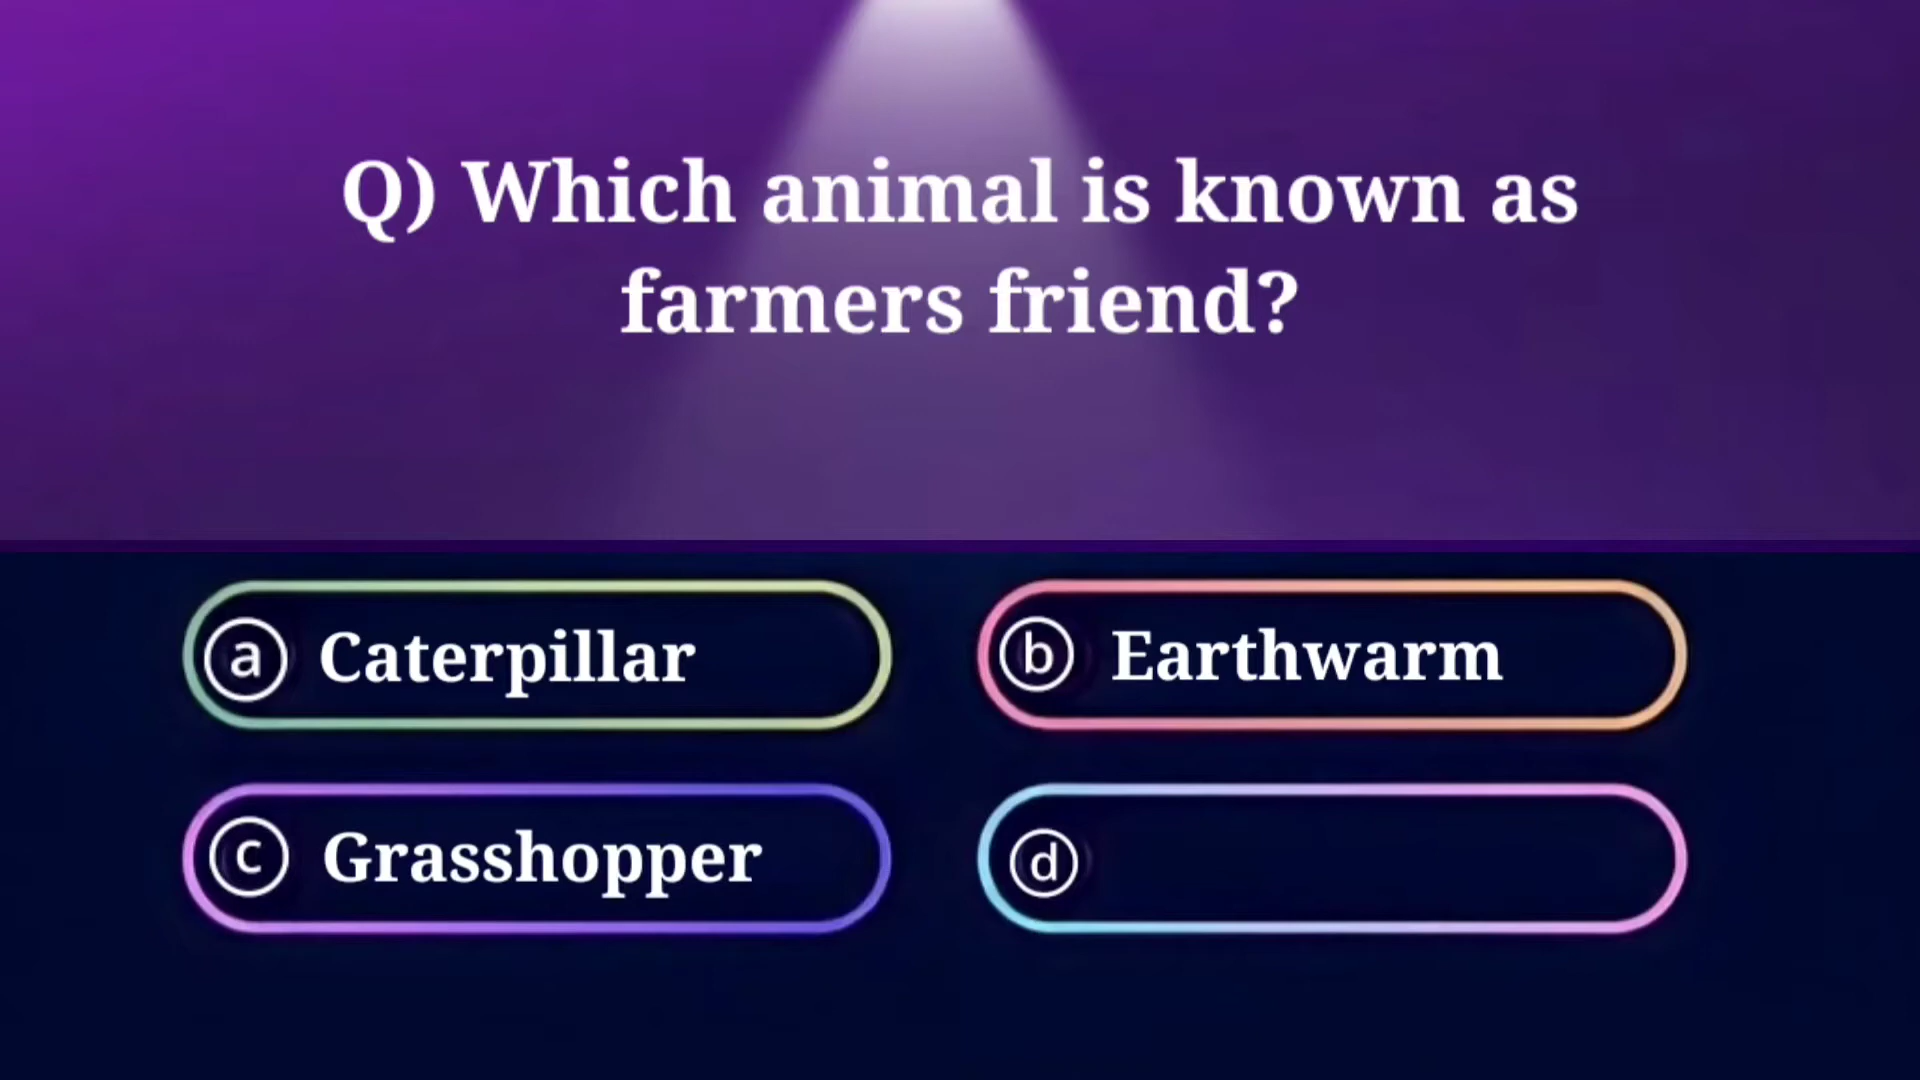 Q) Which animal is known as
farmers friend?
a Caterpillar
b Earthwarm
c Grasshopper
d